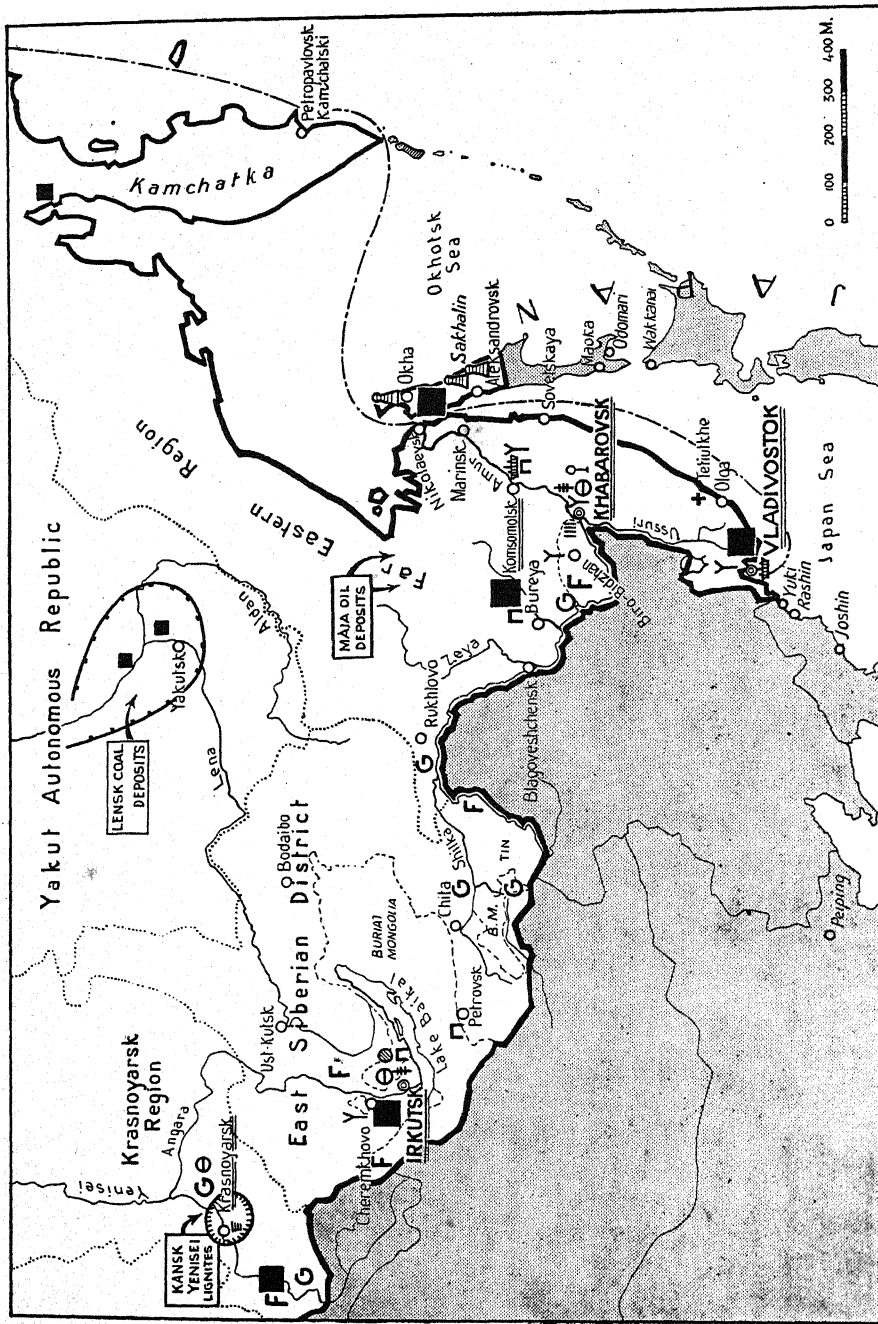 Yakut Autonomous Republic
Krasnoyarsk
Region
Yenisei
Angara
G
Krasnoyarsk
KANSK
YENISEI
LIGNITES
F
G
LENSK COAL
DEPOSITS
Yakutsk
Lena
Aldan
East Siberian District
Ust-Kutsk
Bodaibo
F
F
Y
Cheremkhovo
F
IRKUTSK
Lake Baikal
BURIAT
MONGOLIA
Petrovsk
Chita
Shilka
G
B.M.
G
TIN
F
G
Rukhlovo
Zeya
Blagoveshchensk
Far Eastern Region
MAJA OIL
DEPOSITS
Bureya
G
F
Y
Biro-Bidzhan
Komsomolsk
Y
Amur
Marinsk
Nikolaevsk
Okha
Sakhalin
Aleksandrovsk
Sovetskaya
KHABAROVSK
Y
Ussuri
Tetiukhe
Olga
Y
Y
VLADIVOSTOK
Yuki
Rashin
Joshin
Japan Sea
Peiping
Okhotsk
Sea
Kamchatka
Petropavlovsk
Kamchatski
Maoka
Odomari
Wakkanai
J A P A N
0 100 200 300 400 M.